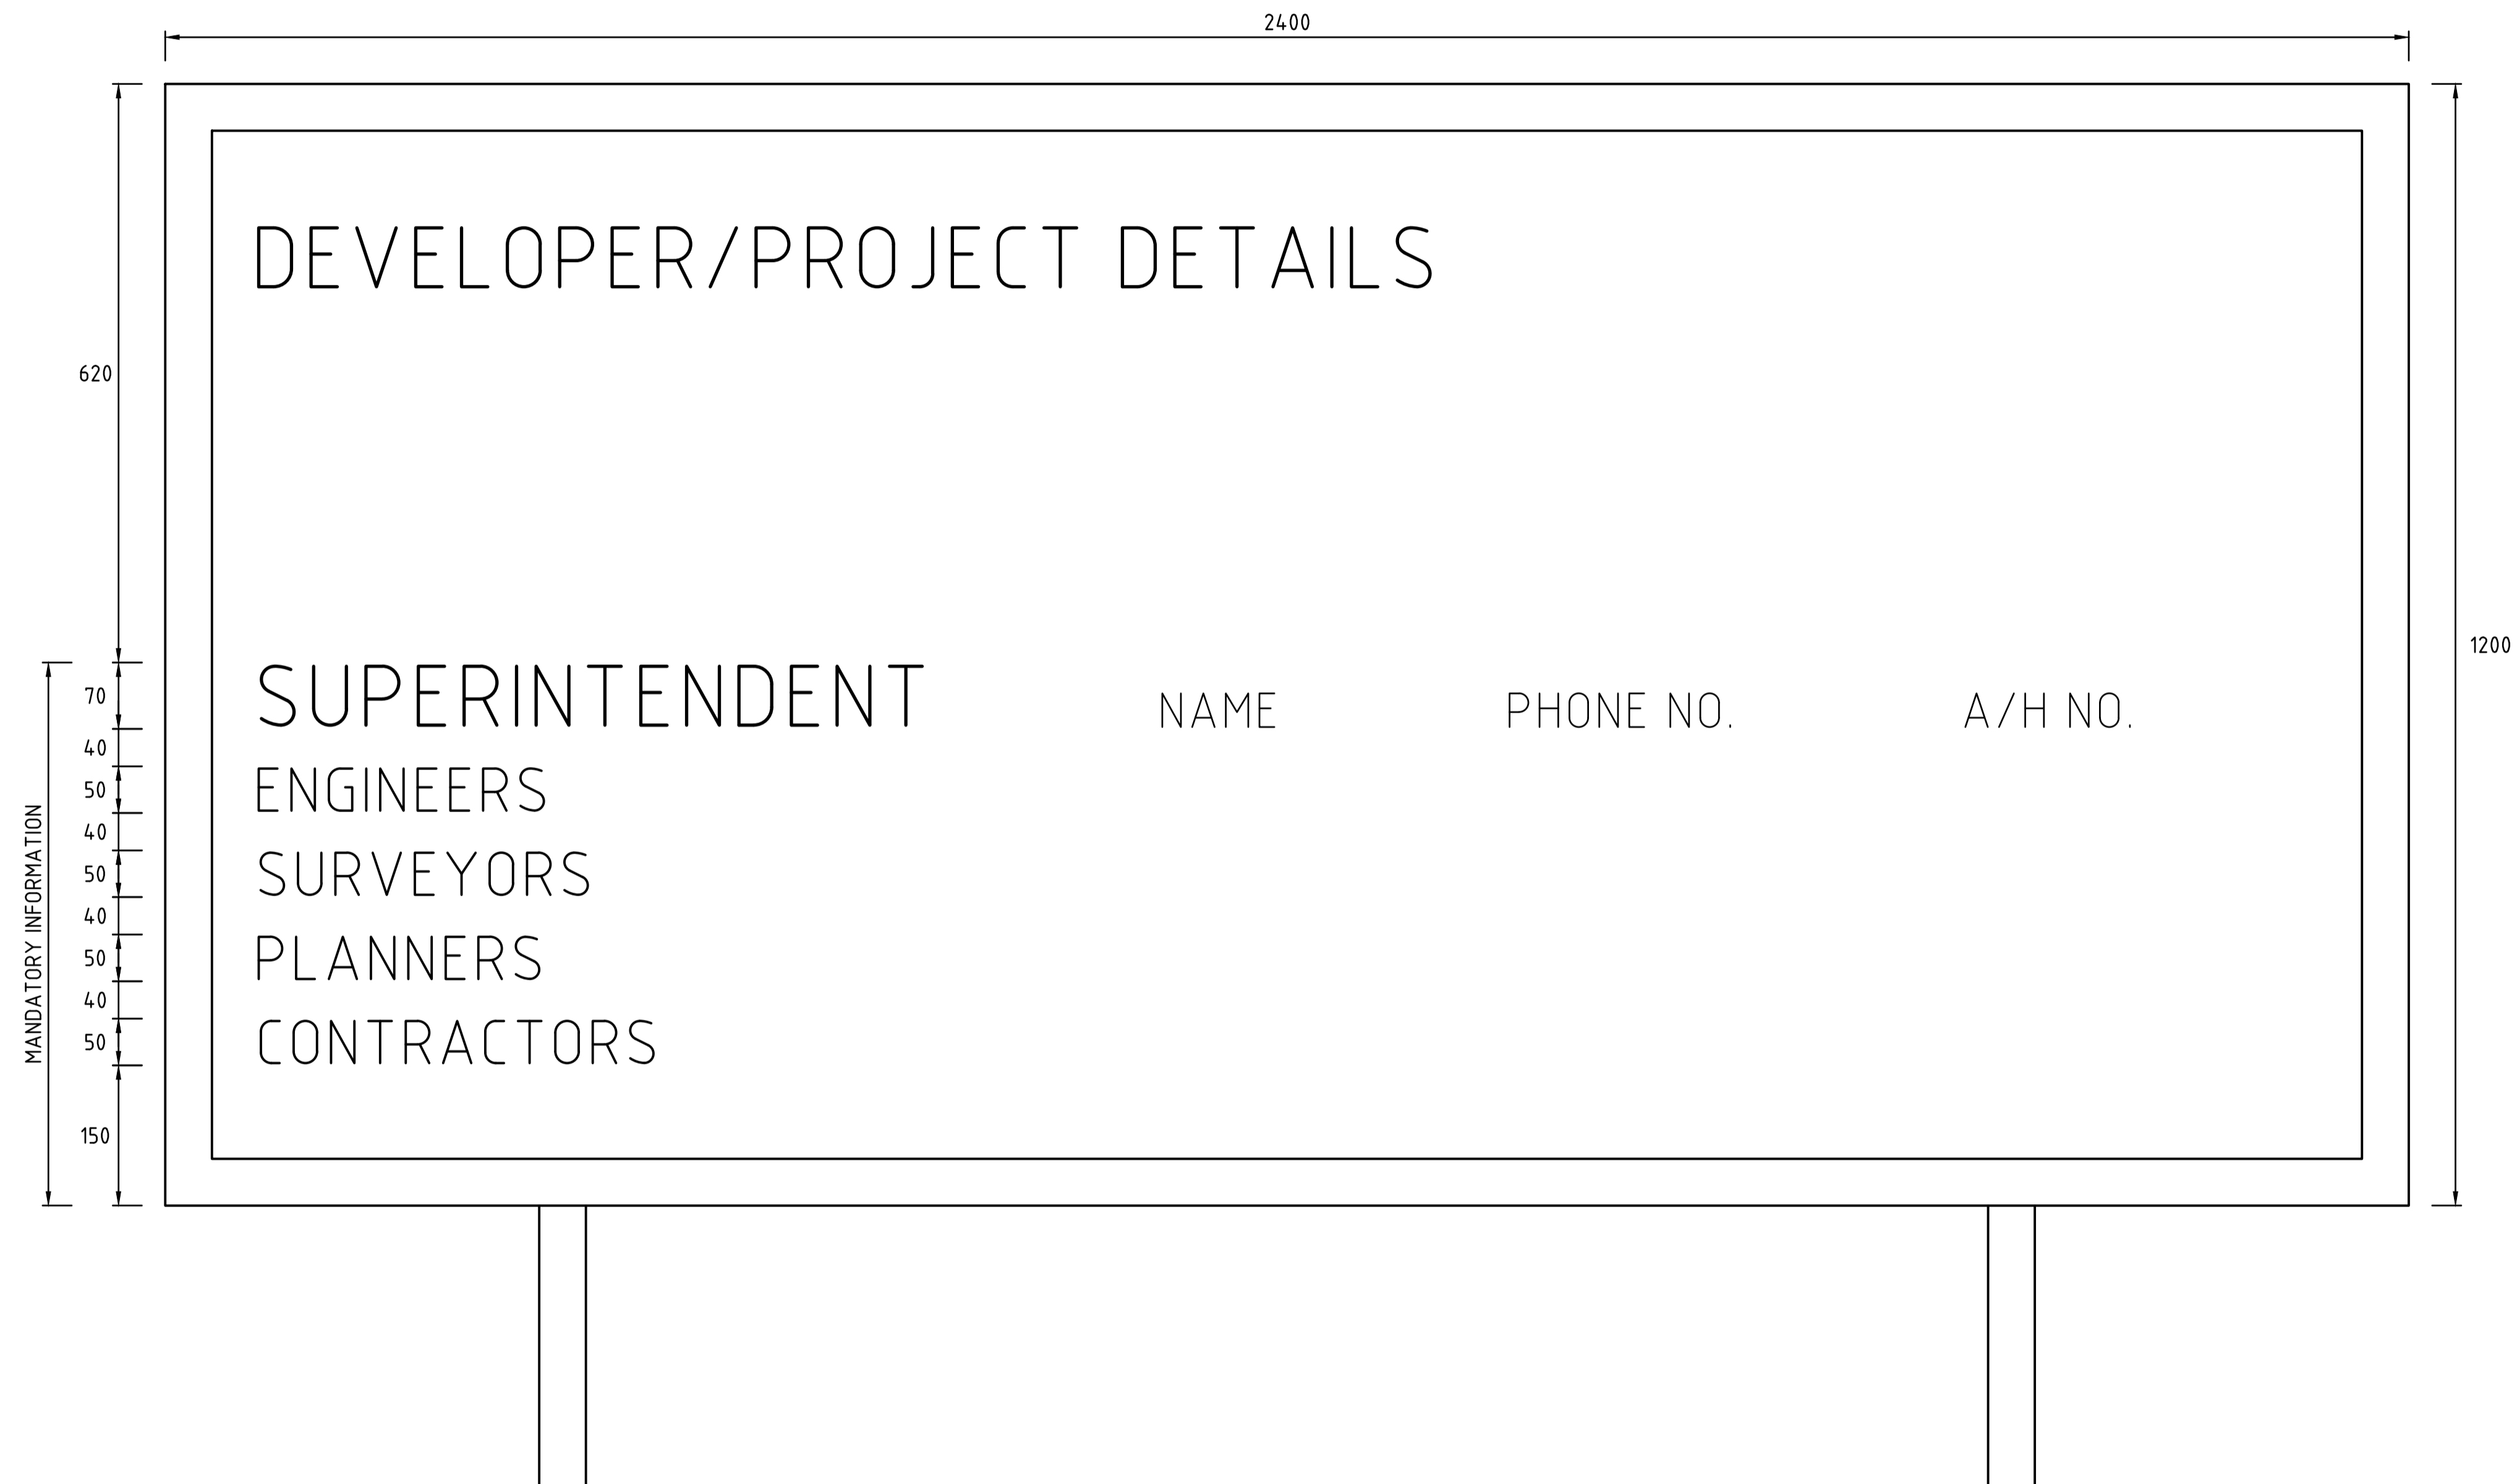 2400
DEVELOPER/PROJECT DETAILS
620
1200
SUPERINTENDENT NAME PHONE NO. A/H NO.
70
40
ENGINEERS
50
40
SURVEYORS
50
40
PLANNERS
50
40
CONTRACTORS
50
MANDATORY INFORMATION
150